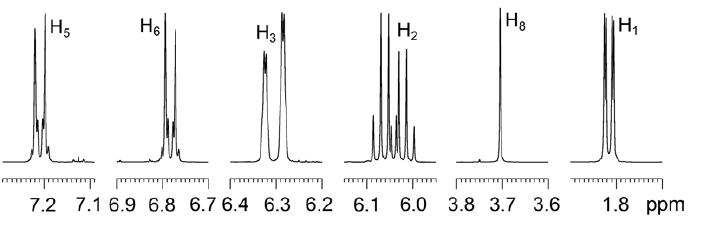 H₅ H₆ H₃ H₂ H₈ H₁
7.2 7.1 6.9 6.8 6.7 6.4 6.3 6.2 6.1 6.0 3.8 3.7 3.6 1.8 ppm